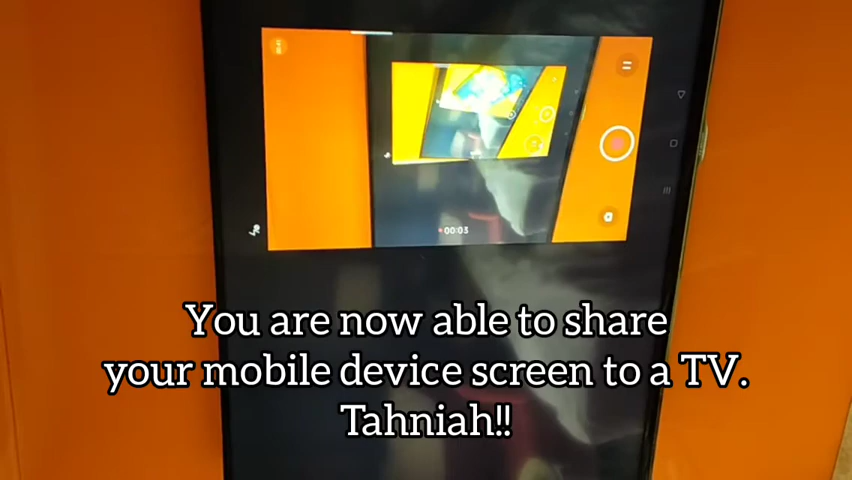 00:03
You are now able to share
your mobile device screen to a TV.
Tahniah!!